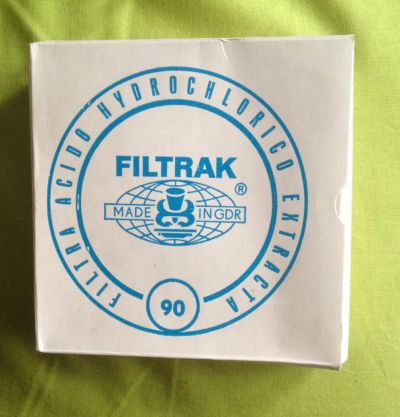 FILTRA ACIDO HYDROCHLORICO EXTRACTA
FILTRAK
®
MADE IN GDR
90